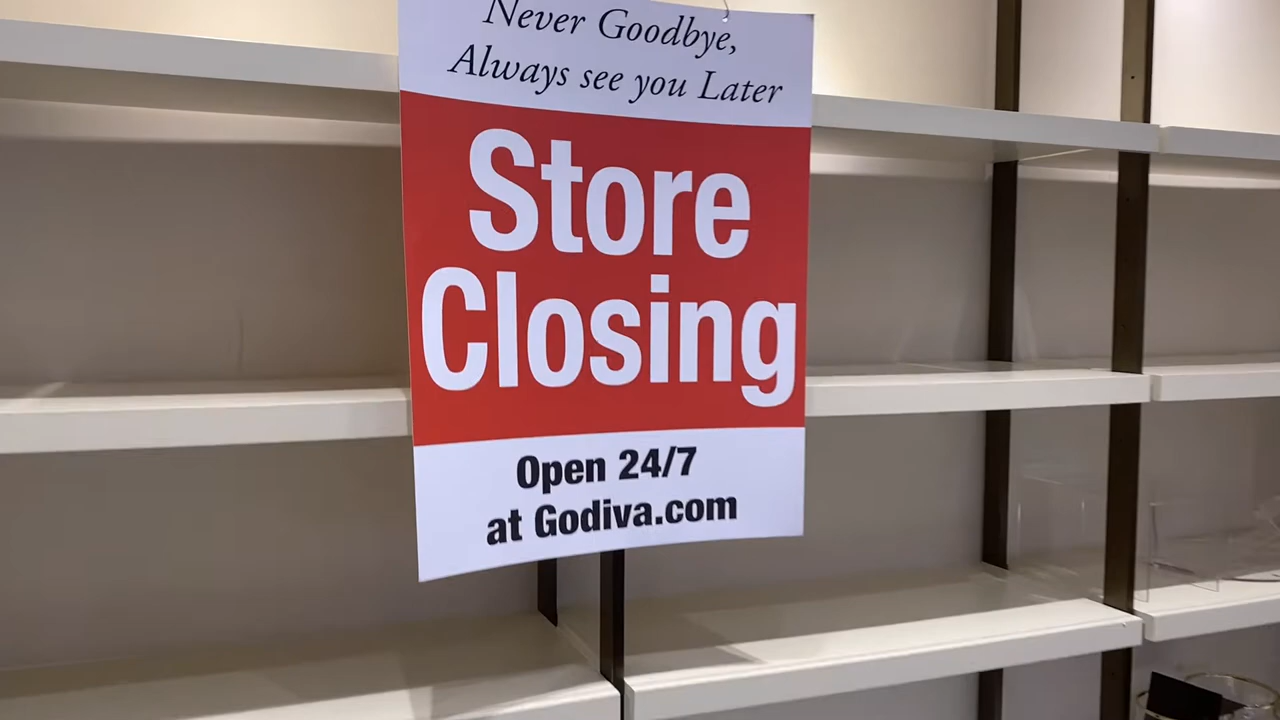 Never Goodbye,
Always see you Later
Store
Closing
Open 24/7
at Godiva.com